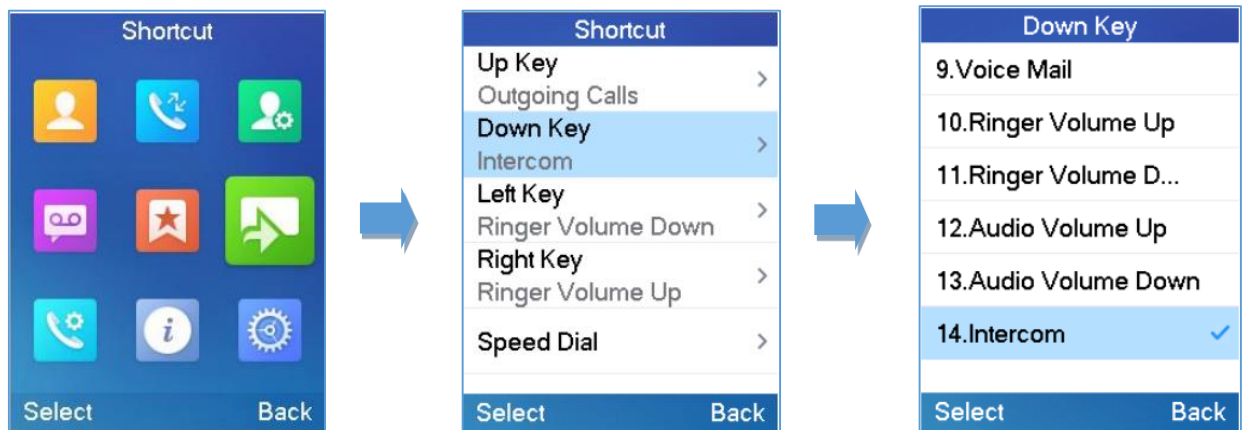 Shortcut
Select Back
Shortcut
Up Key
Outgoing Calls
Down Key
Intercom
Left Key
Ringer Volume Down
Right Key
Ringer Volume Up
Speed Dial
Select Back
Down Key
9.Voice Mail
10.Ringer Volume Up
11.Ringer Volume D...
12.Audio Volume Up
13.Audio Volume Down
14.Intercom
Select Back